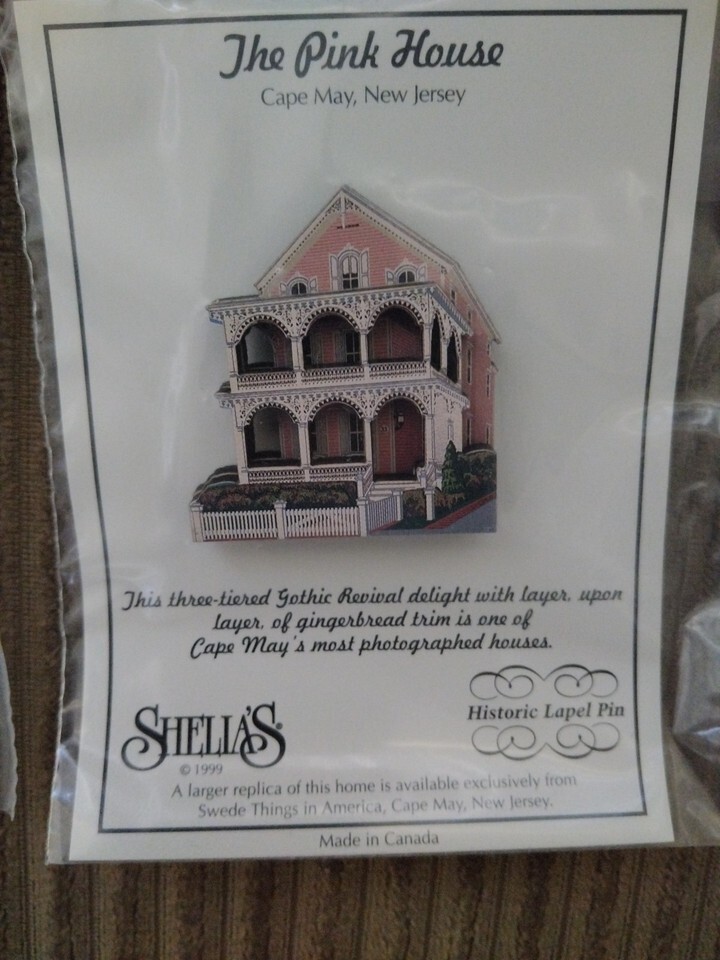 The Pink House
Cape May, New Jersey
This three-tiered Gothic Revival delight with layer, upon
layer, of gingerbread trim is one of
Cape May's most photographed houses.
SHELIA'S®
© 1999
Historic Lapel Pin
A larger replica of this home is available exclusively from
Swede Things in America, Cape May, New Jersey.
Made in Canada